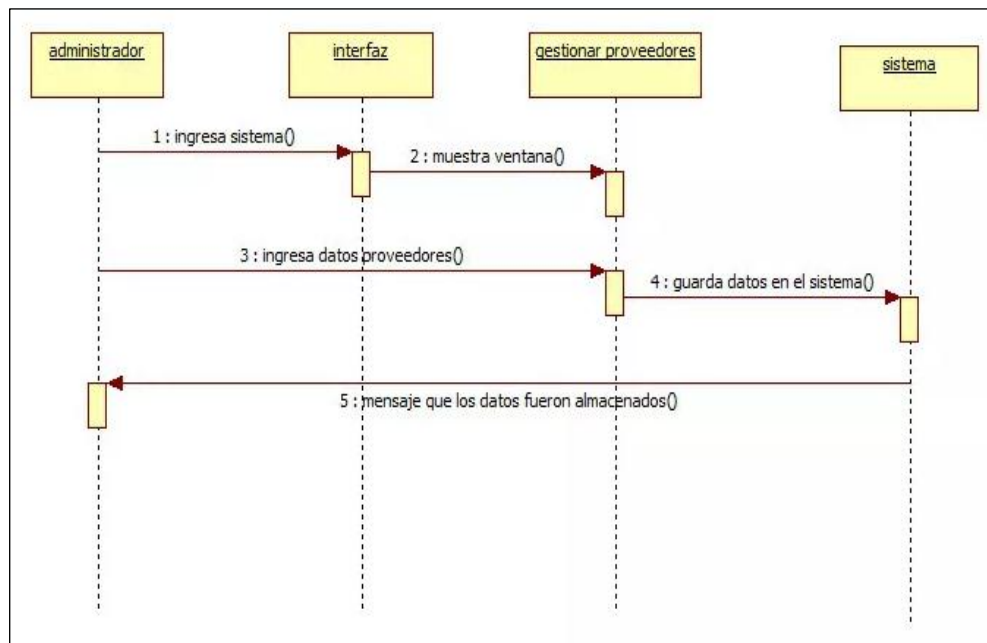 administrador
interfaz
gestionar proveedores
sistema
1 : ingresa sistema()
2 : muestra ventana()
3 : ingresa datos proveedores()
4 : guarda datos en el sistema()
5 : mensaje que los datos fueron almacenados()